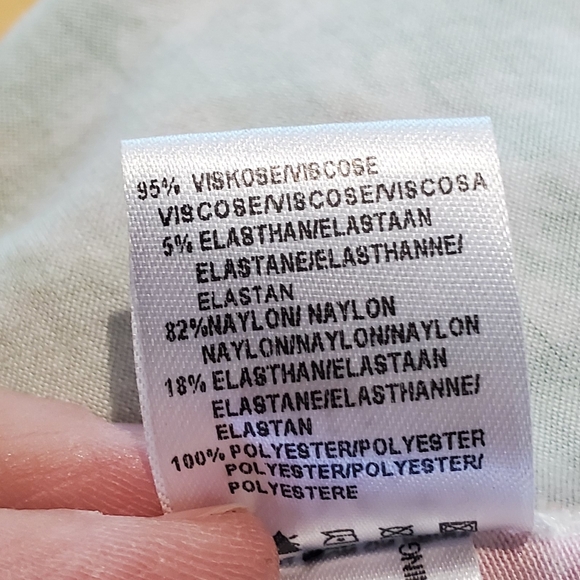 95% VISKOSE/VISCOSE
VISCOSE/VISCOSE/VISCOSA
5% ELASTHAN/ELASTAAN
ELASTANE/ELASTHANNE/
ELASTAN
82%NAYLON/ NAYLON
NAYLON/NAYLON/NAYLON
18% ELASTHAN/ELASTAAN
ELASTANE/ELASTHANNE/
ELASTAN
100% POLYESTER/POLYESTER
POLYESTER/POLYESTER/
POLYESTERE